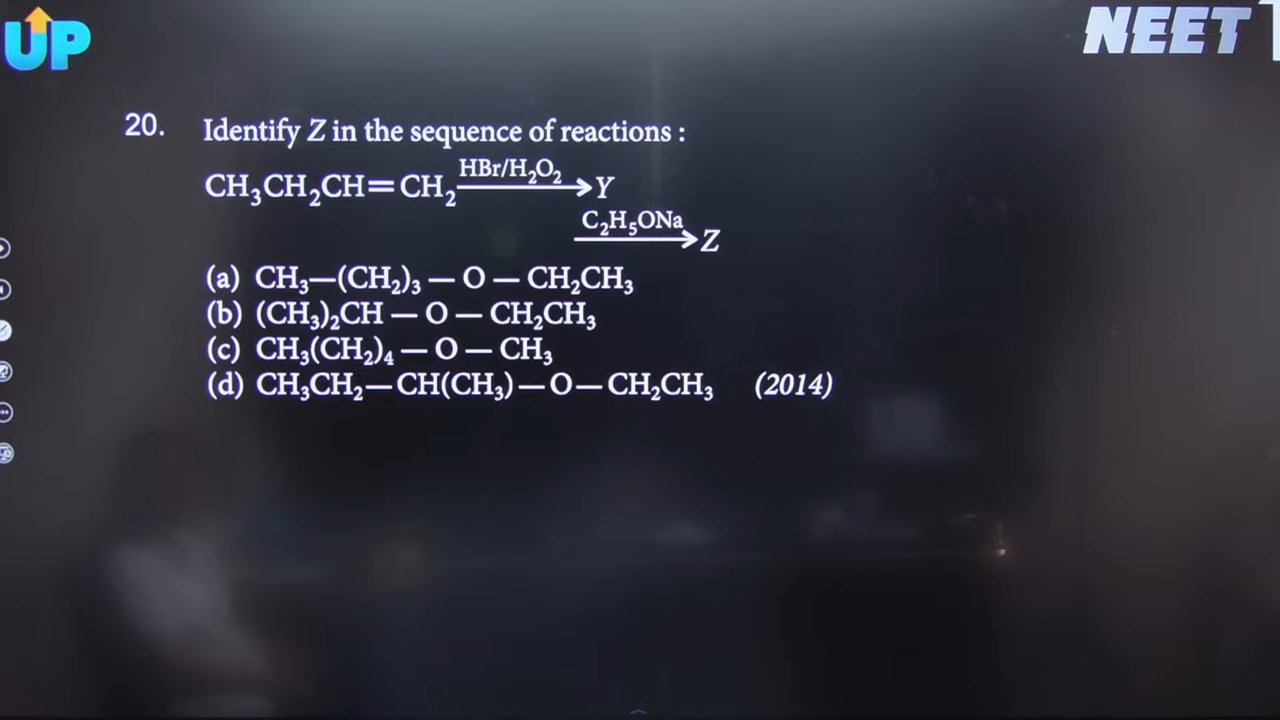 UP
NEET
20. Identify Z in the sequence of reactions :
CH₃CH₂CH=CH₂ HBr/H₂O₂ → Y
C₂H₅ONa → Z
(a) CH₃—(CH₂)₃ — O — CH₂CH₃
(b) (CH₃)₂CH — O — CH₂CH₃
(c) CH₃(CH₂)₄ — O — CH₃
(d) CH₃CH₂—CH(CH₃)—O—CH₂CH₃ (2014)